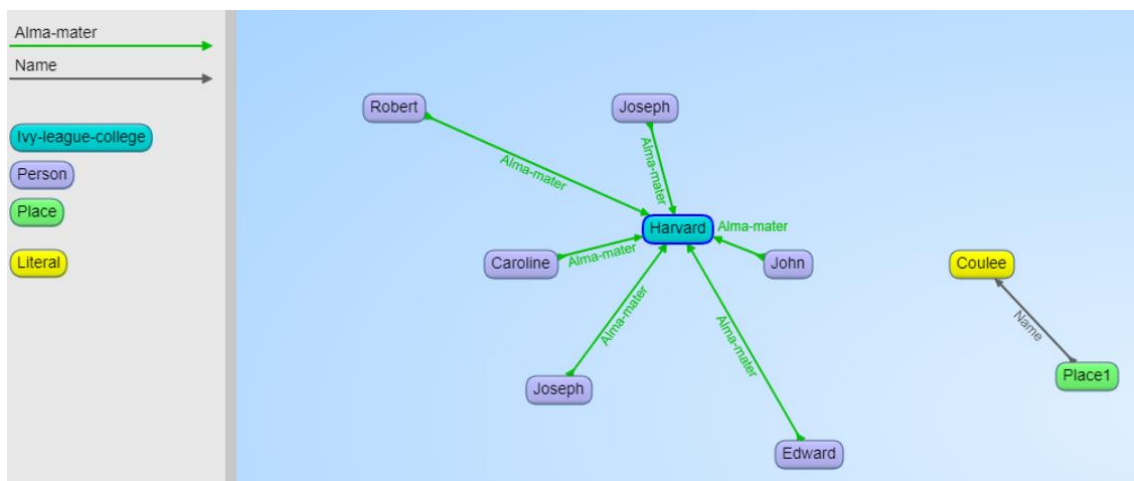 Alma-mater
Name
Ivy-league-college
Person
Place
Literal
Robert
Joseph
Alma-mater
Alma-mater
Harvard
Alma-mater
Caroline
Alma-mater
John
Coulee
Alma-mater
Alma-mater
Name
Joseph
Place1
Edward